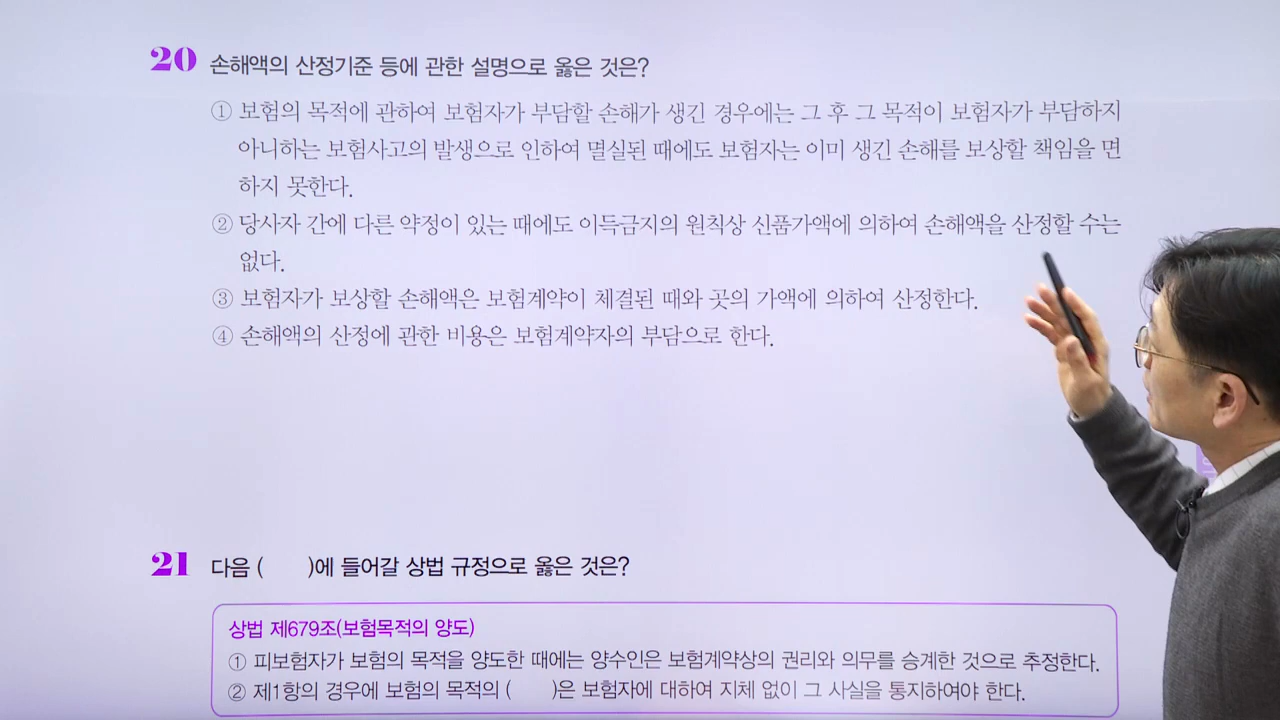 20 손해액의 산정기준 등에 관한 설명으로 옳은 것은?
① 보험의 목적에 관하여 보험자가 부담할 손해가 생긴 경우에는 그 후 그 목적이 보험자가 부담하지
아니하는 보험사고의 발생으로 인하여 멸실된 때에도 보험자는 이미 생긴 손해를 보상할 책임을 면
하지 못한다.
② 당사자 간에 다른 약정이 있는 때에도 이득금지의 원칙상 신품가액에 의하여 손해액을 산정할 수는
없다.
③ 보험자가 보상할 손해액은 보험계약이 체결된 때와 곳의 가액에 의하여 산정한다.
④ 손해액의 산정에 관한 비용은 보험계약자의 부담으로 한다.
21 다음 ( )에 들어갈 상법 규정으로 옳은 것은?
상법 제679조(보험목적의 양도)
① 피보험자가 보험의 목적을 양도한 때에는 양수인은 보험계약상의 권리와 의무를 승계한 것으로 추정한다.
② 제1항의 경우에 보험의 목적의 ( )은 보험자에 대하여 지체 없이 그 사실을 통지하여야 한다.